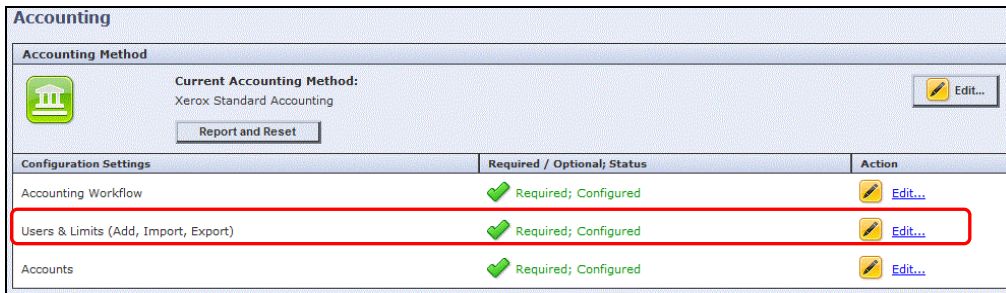 Accounting
Accounting Method
Current Accounting Method:
Xerox Standard Accounting
Edit...
Report and Reset
Configuration Settings Required / Optional; Status Action
Accounting Workflow Required; Configured Edit...
Users & Limits (Add, Import, Export) Required; Configured Edit...
Accounts Required; Configured Edit...